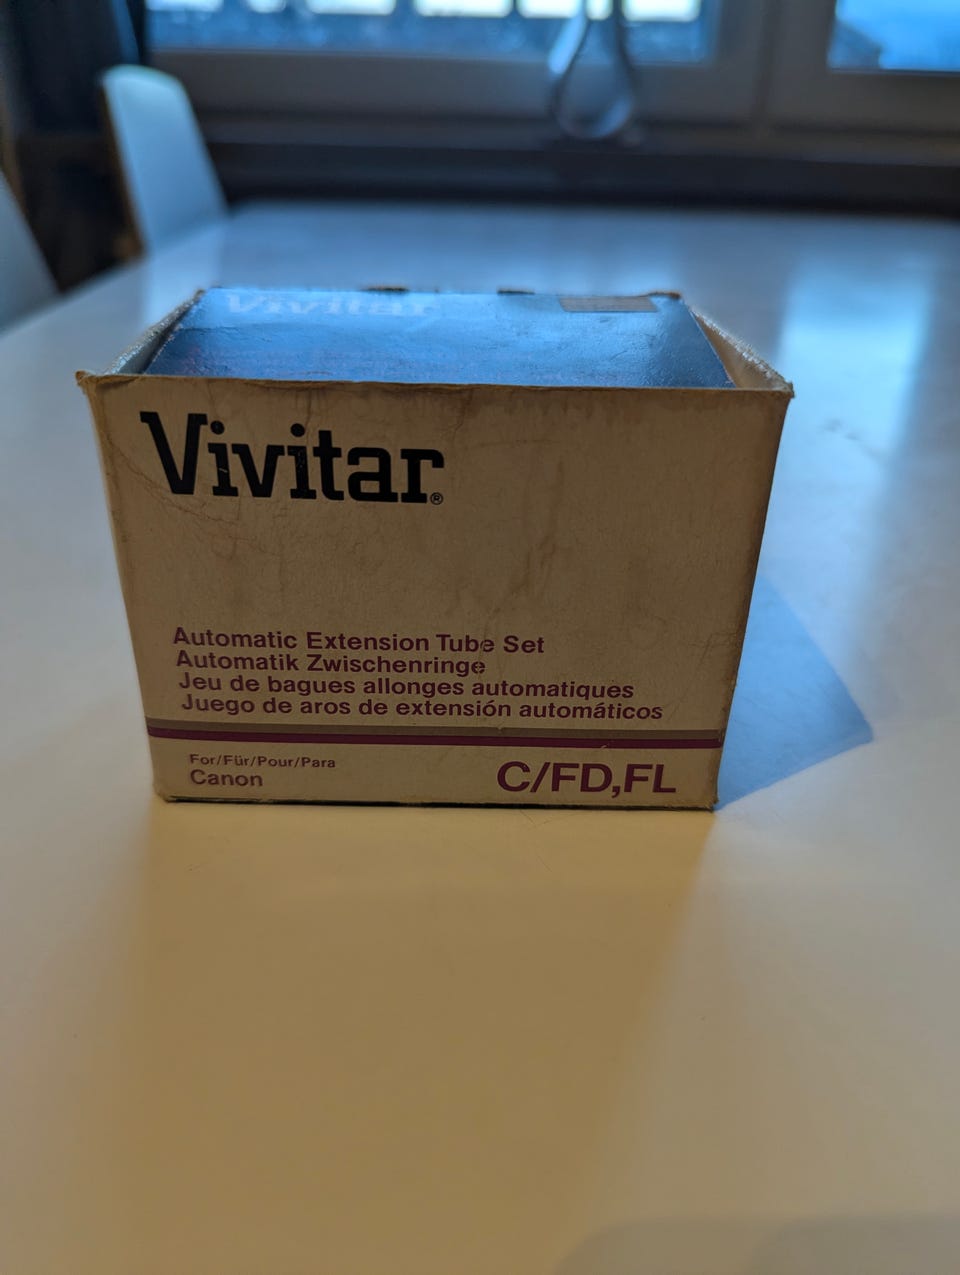 Vivitar
Vivitar®
Automatic Extension Tube Set
Automatik Zwischenringe
Jeu de bagues allonges automatiques
Juego de aros de extensión automáticos
For/Für/Pour/Para
Canon
C/FD,FL